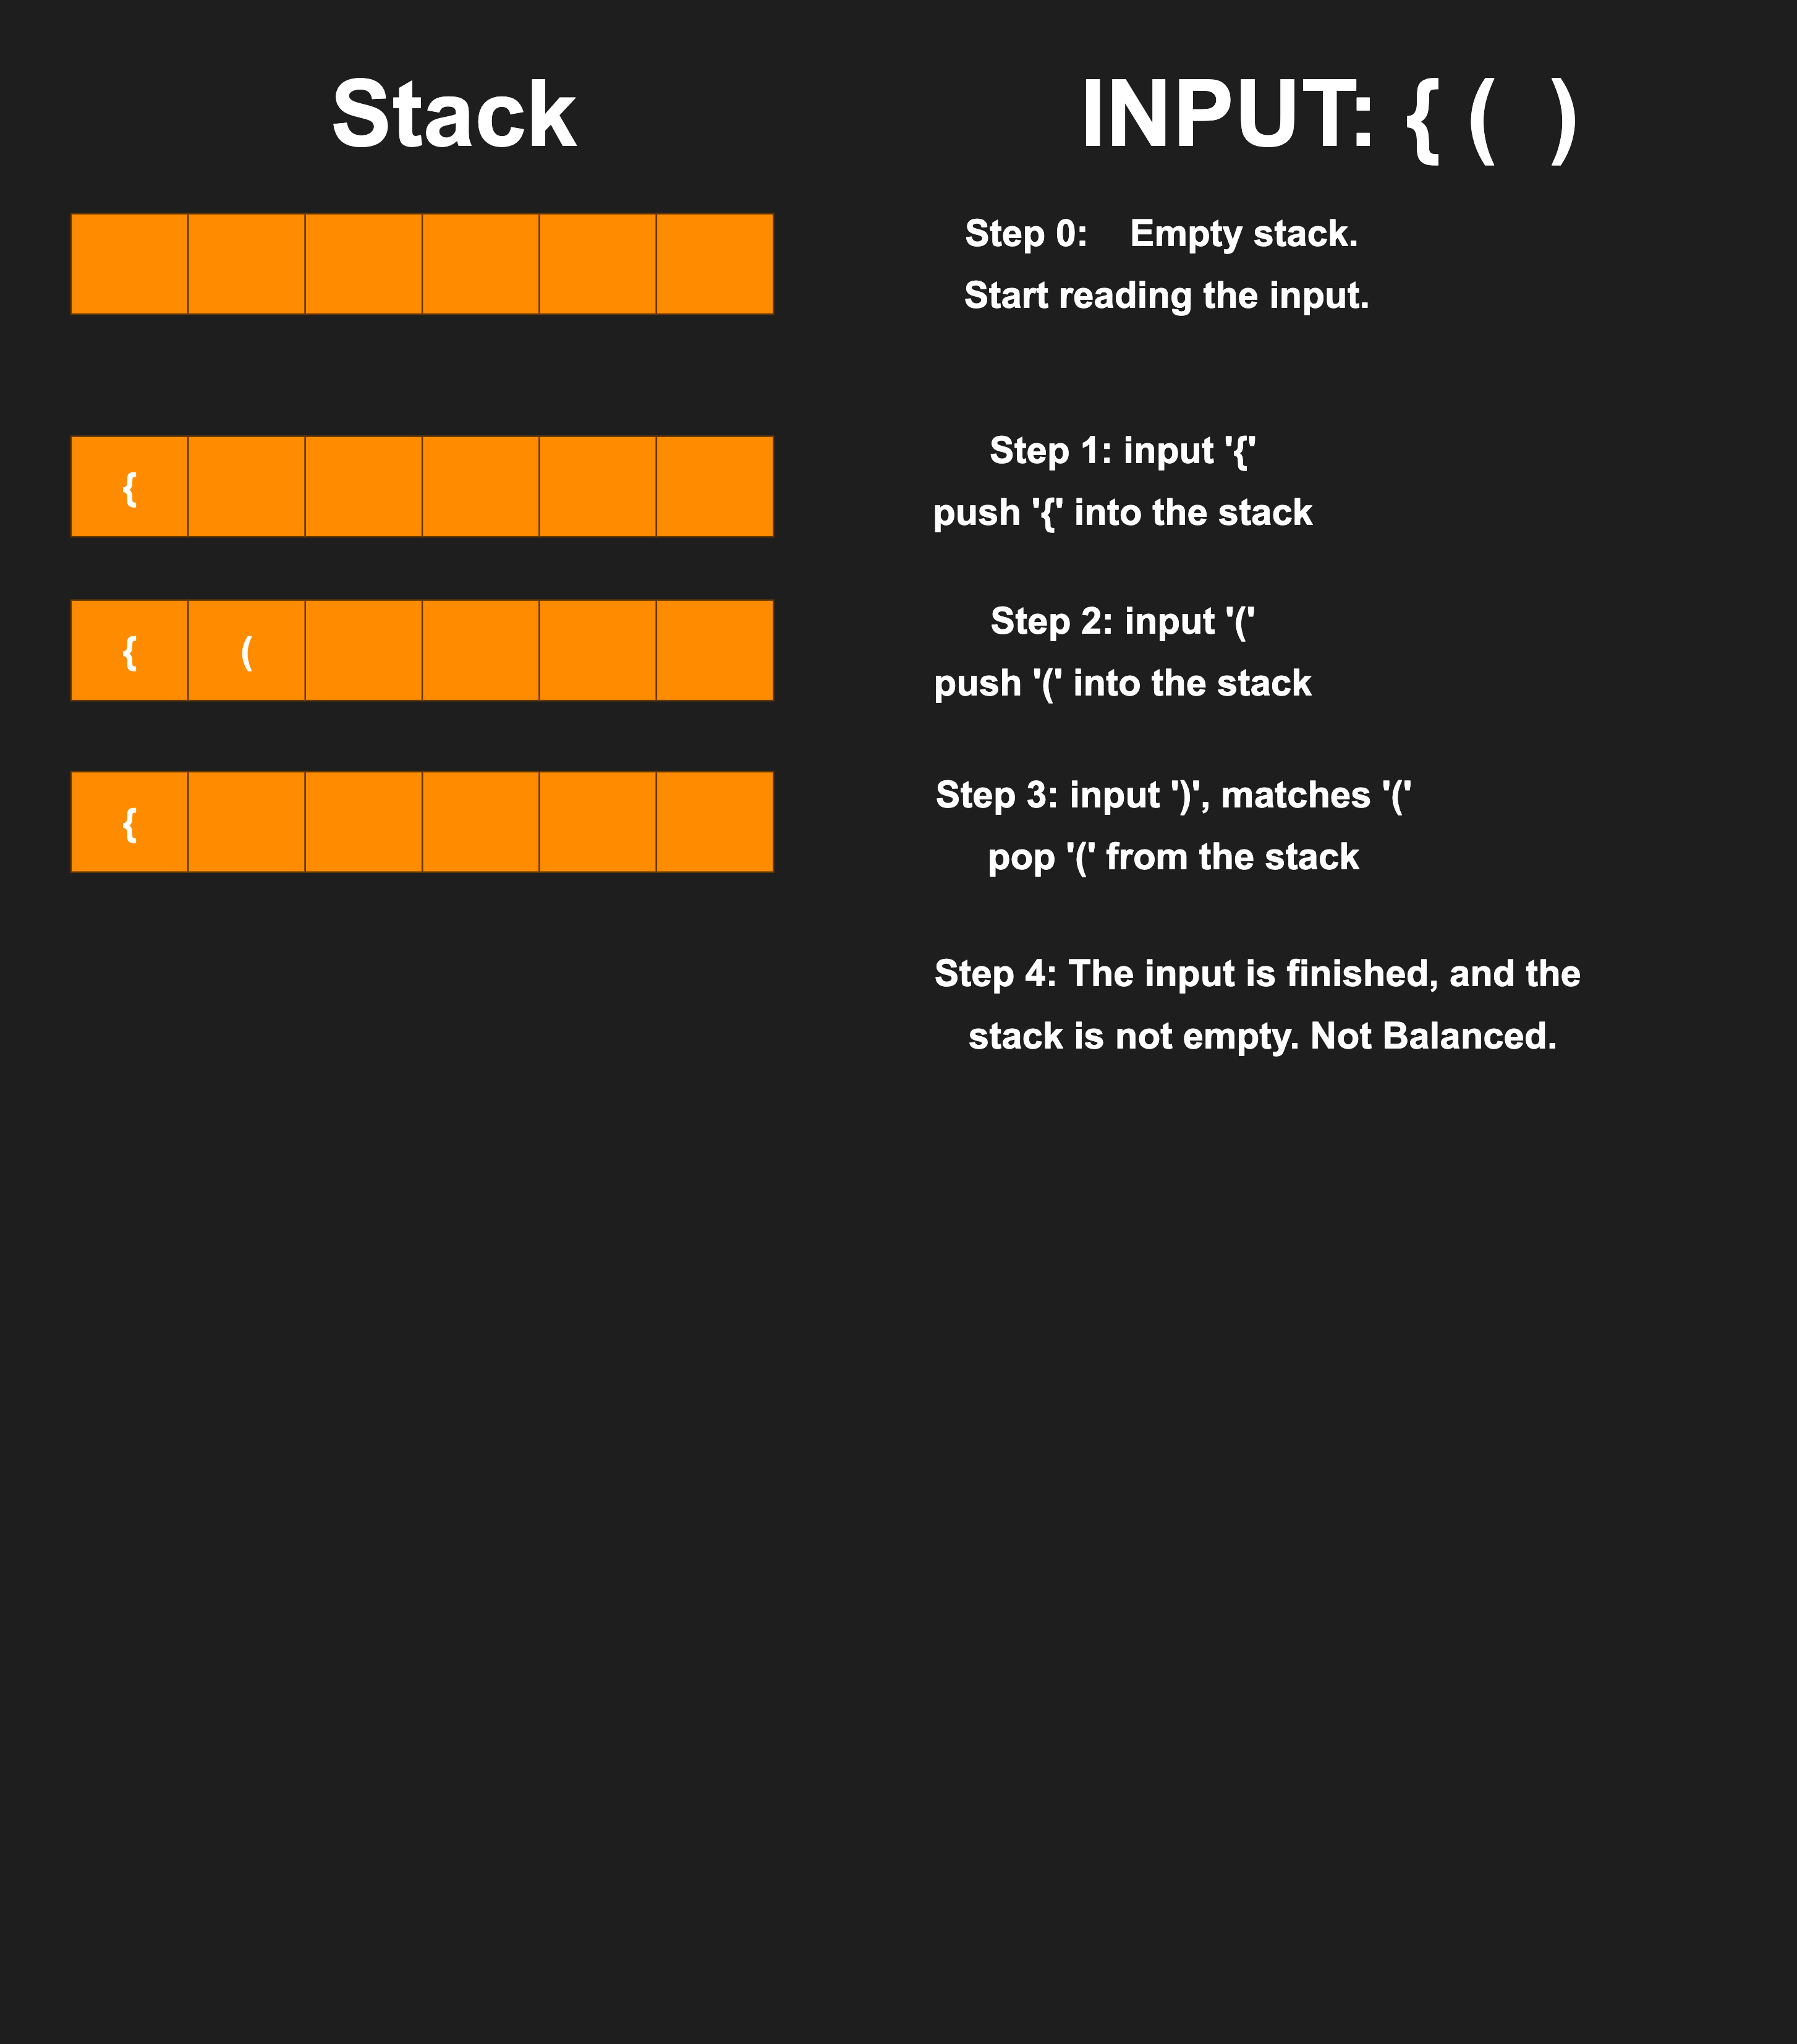 Stack
INPUT: { ( )
Step 0: Empty stack.
Start reading the input.
{
Step 1: input '{'
push '{' into the stack
{ (
Step 2: input '('
push '(' into the stack
{
Step 3: input ')', matches '('
pop '(' from the stack
Step 4: The input is finished, and the
stack is not empty. Not Balanced.